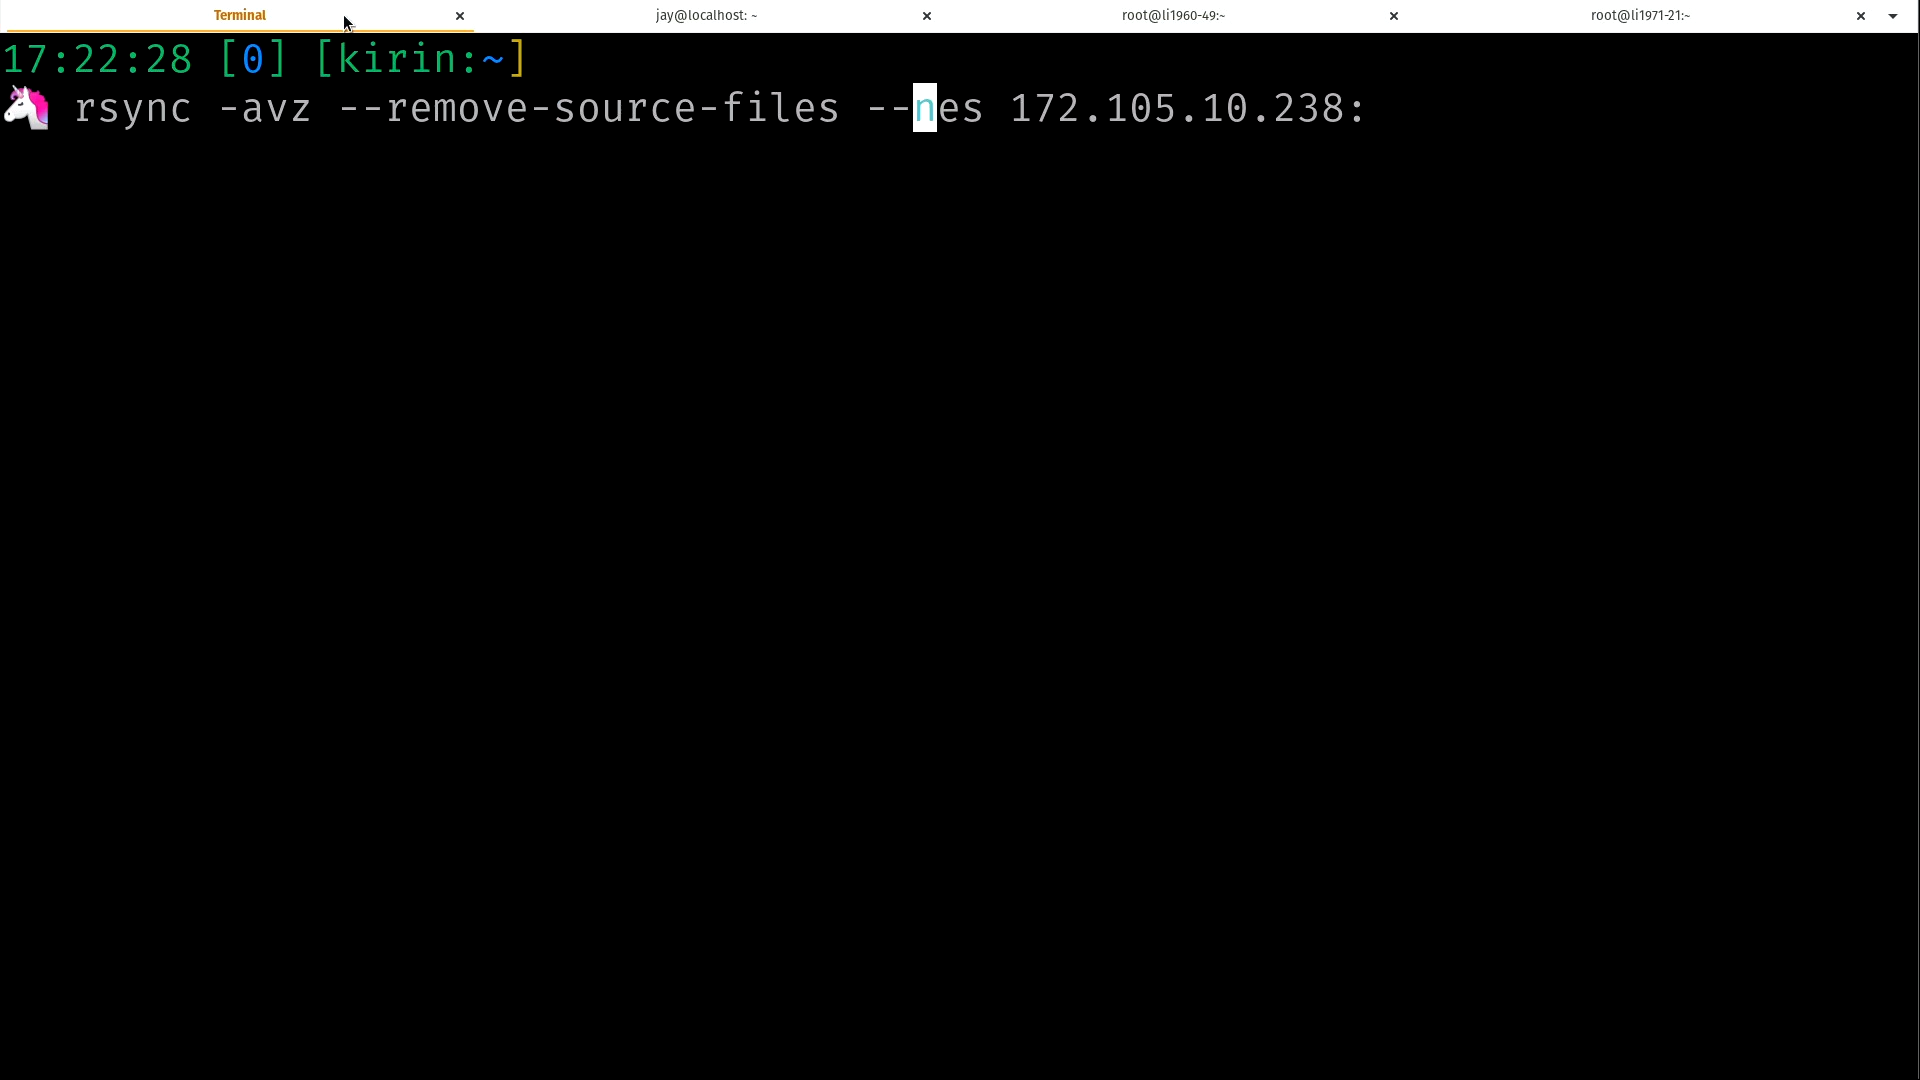 Terminal × jay@localhost: ~ × root@li1960-49:~ × root@li1971-21:~ ×
17:22:28 [0] [kirin:~]
🦄 rsync -avz --remove-source-files --nes 172.105.10.238: